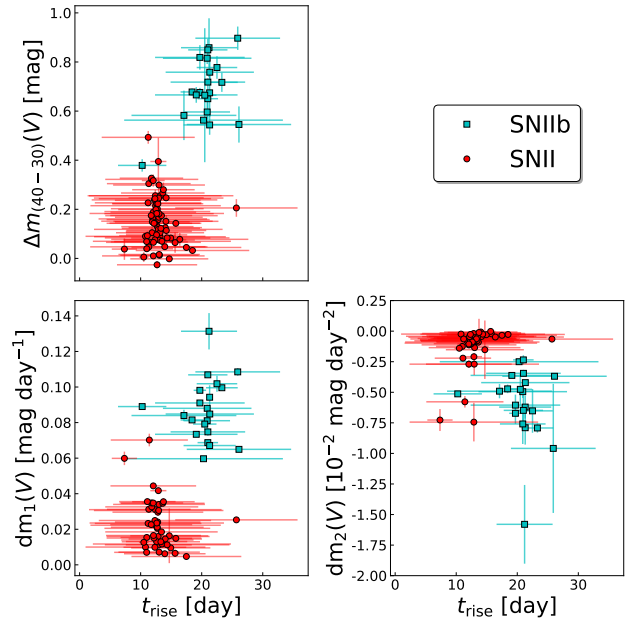 1.0
0.8
0.6
0.4
0.2
0.0
Δm(40−30)(V) [mag]
SNIIb
SNII
0.14
0.12
0.10
0.08
0.06
0.04
0.02
0.00
dm₁(V) [mag day⁻¹]
0 10 20 30
t_rise [day]
0.25
0.00
−0.25
−0.50
−0.75
−1.00
−1.25
−1.50
−1.75
−2.00
dm₂(V) [10⁻² mag day⁻²]
0 10 20 30
t_rise [day]